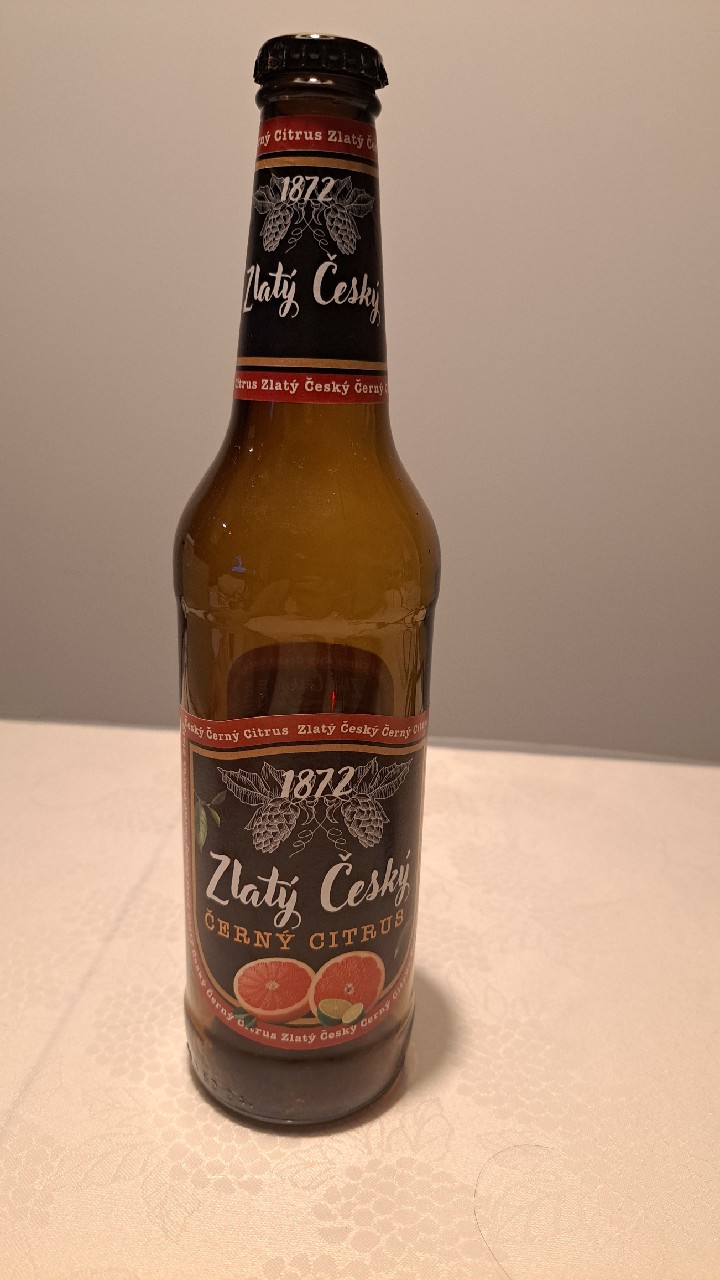 Citrus Zlatý
1872
Zlatý Český
Citrus Zlatý Český Černý
Český Černý Citrus Zlatý Český Černý
1872
Zlatý Český
ČERNÝ CITRUS
Český Černý Citrus Zlatý Český Černý